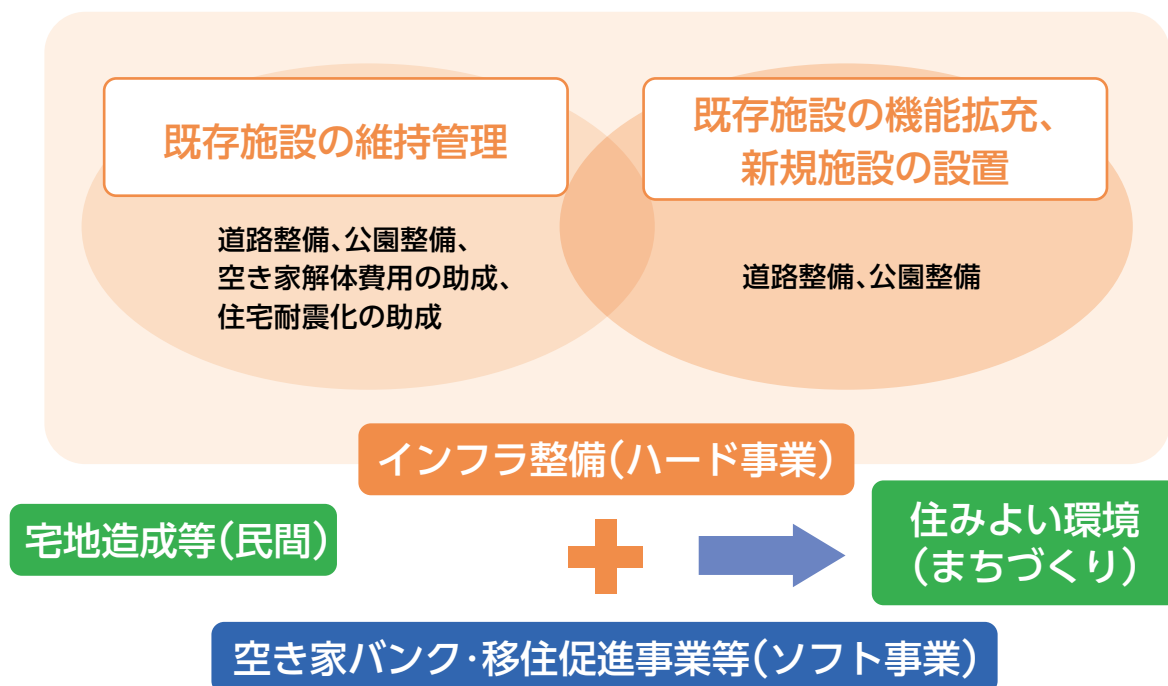 既存施設の維持管理
既存施設の機能拡充、
新規施設の設置
道路整備、公園整備、
空き家解体費用の助成、
住宅耐震化の助成
道路整備、公園整備
インフラ整備(ハード事業)
宅地造成等(民間)
住みよい環境
(まちづくり)
空き家バンク・移住促進事業等(ソフト事業)